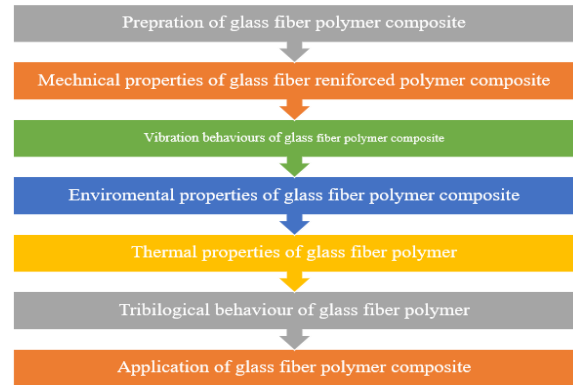 Prepration of glass fiber polymer composite
Mechnical properties of glass fiber reniforced polymer composite
Vibration behaviours of glass fiber polymer composite
Enviromental properties of glass fiber polymer composite
Thermal properties of glass fiber polymer
Tribilogical behaviour of glass fiber polymer
Application of glass fiber polymer composite